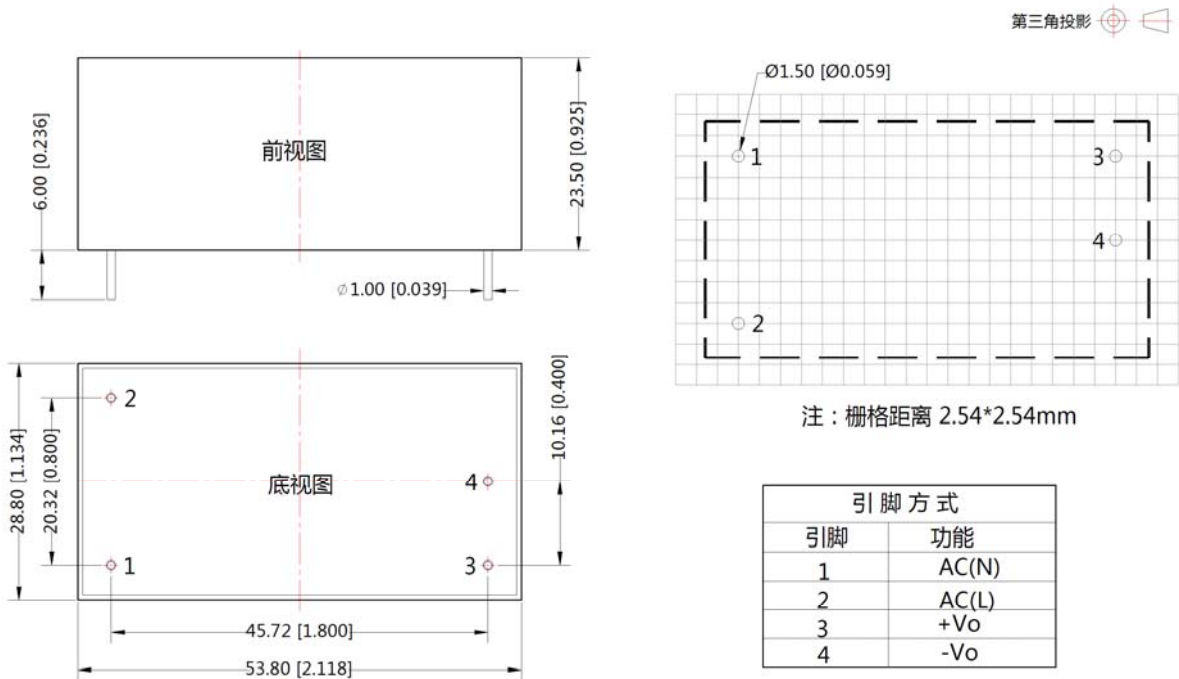 第三角投影
Ø1.50 [Ø0.059]
前视图
6.00 [0.236]
23.50 [0.925]
⌀1.00 [0.039]
1
3
4
2
注：栅格距离 2.54*2.54mm
2
4
底视图
1
3
28.80 [1.134]
20.32 [0.800]
10.16 [0.400]
45.72 [1.800]
53.80 [2.118]
引脚方式
引脚 功能
1 AC(N)
2 AC(L)
3 +Vo
4 -Vo